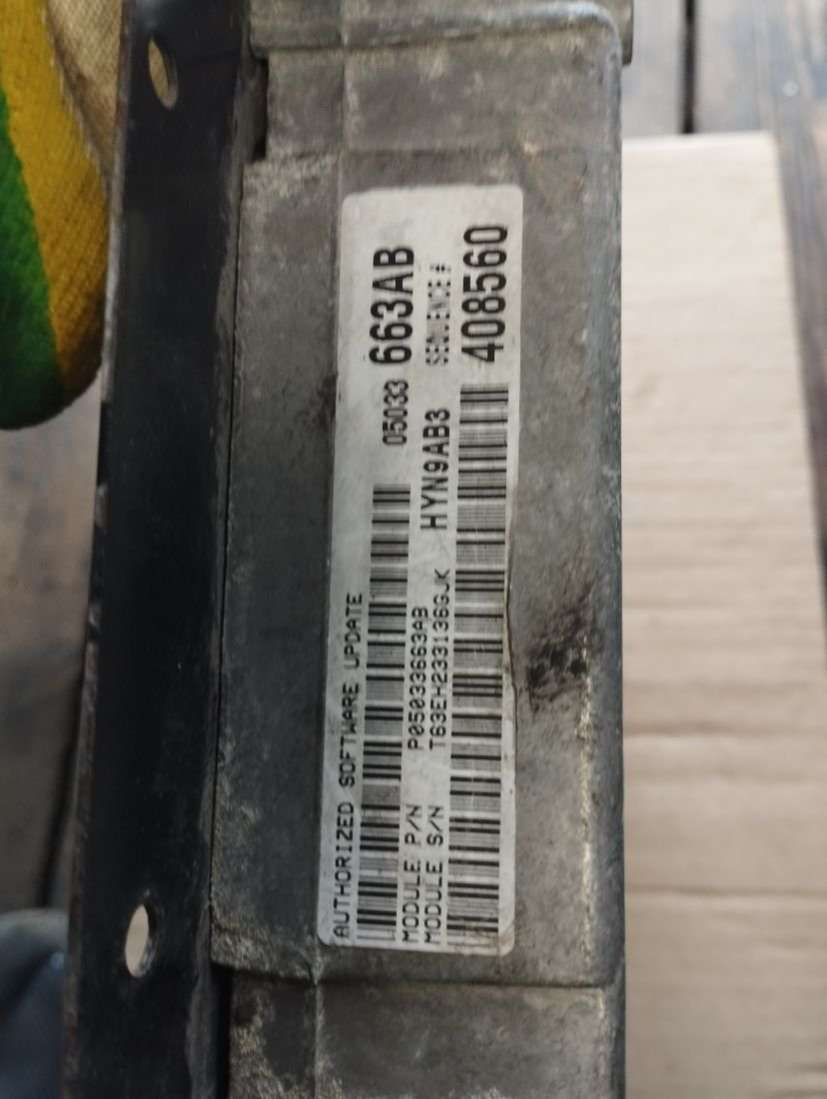 AUTHORIZED SOFTWARE UPDATE
05033 663AB
MODULE P/N P05033663AB
MODULE S/N T63EH233136GJK
HYN9AB3 SEQUENCE #
408560